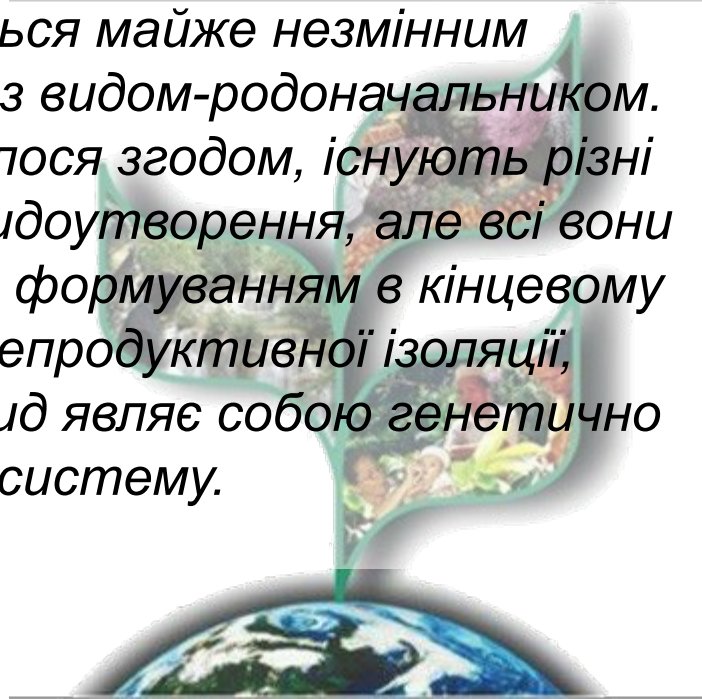 ься майже незмінним
з видом-родоначальником.
лося згодом, існують різні
идоутворення, але всі вони
формуванням в кінцевому
епродуктивної ізоляції,
ид являє собою генетично
систему.